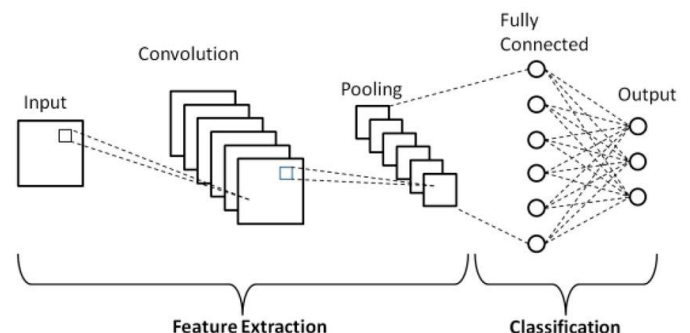 Input
Convolution
Pooling
Fully
Connected
Output
Feature Extraction
Classification